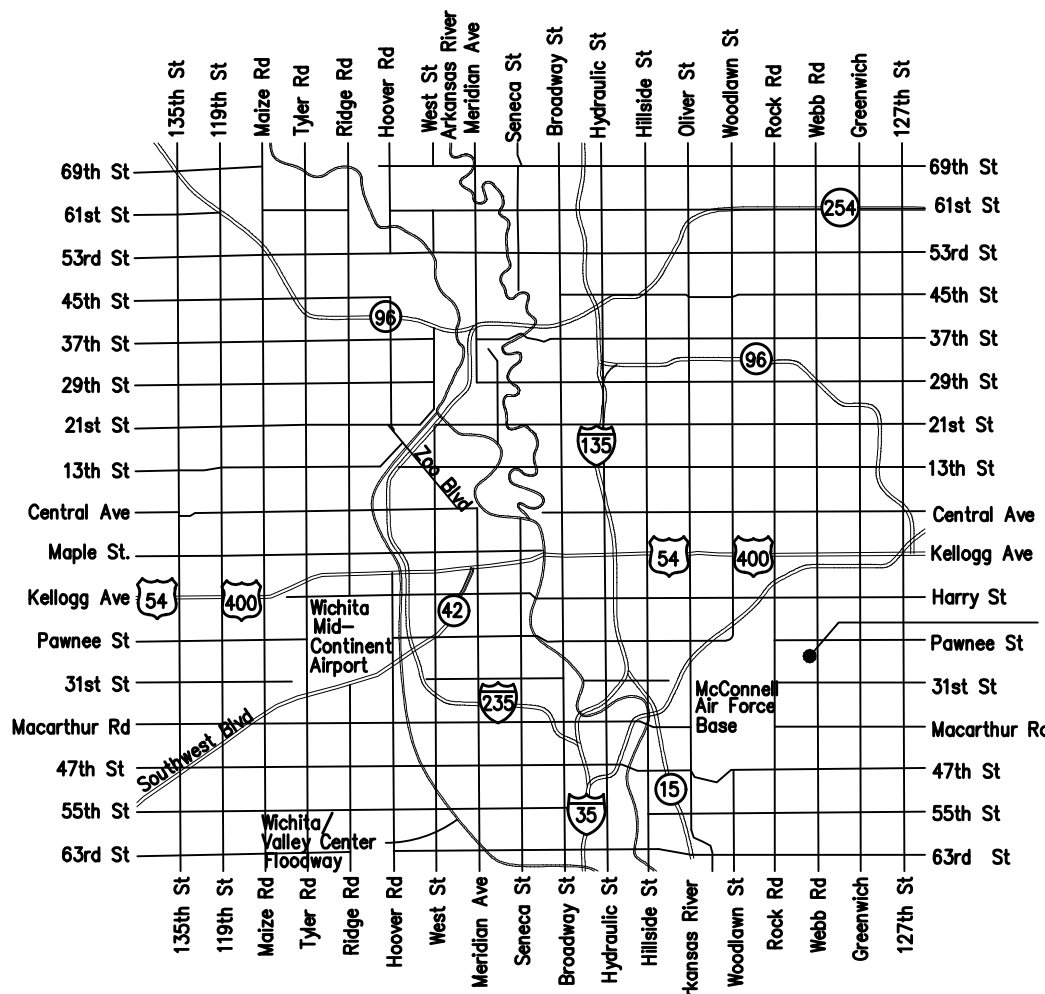 135th St
119th St
Maize Rd
Tyler Rd
Ridge Rd
Hoover Rd
West St
Arkansas River
Meridian Ave
Seneca St
Broadway St
Hydraulic St
Hillside St
Oliver St
Woodlawn St
Rock Rd
Webb Rd
Greenwich
127th St
69th St
69th St
61st St
254
61st St
53rd St
53rd St
45th St
45th St
96
37th St
37th St
96
29th St
29th St
21st St
21st St
135
13th St
Zoo Blvd
13th St
Central Ave
Central Ave
Maple St.
54
400
Kellogg Ave
Kellogg Ave
54
400
42
Harry St
Wichita
Mid-
Continent
Airport
Pawnee St
Pawnee St
31st St
31st St
McConnell
Air Force
Base
235
Macarthur Rd
Southwest Blvd
Macarthur Rd
47th St
47th St
15
55th St
35
55th St
Wichita/
Valley Center
Floodway
63rd St
63rd St
135th St
119th St
Maize Rd
Tyler Rd
Ridge Rd
Hoover Rd
West St
Meridian Ave
Seneca St
Broadway St
Hydraulic St
Hillside St
rkansas River
Woodlawn St
Rock Rd
Webb Rd
Greenwich
127th St